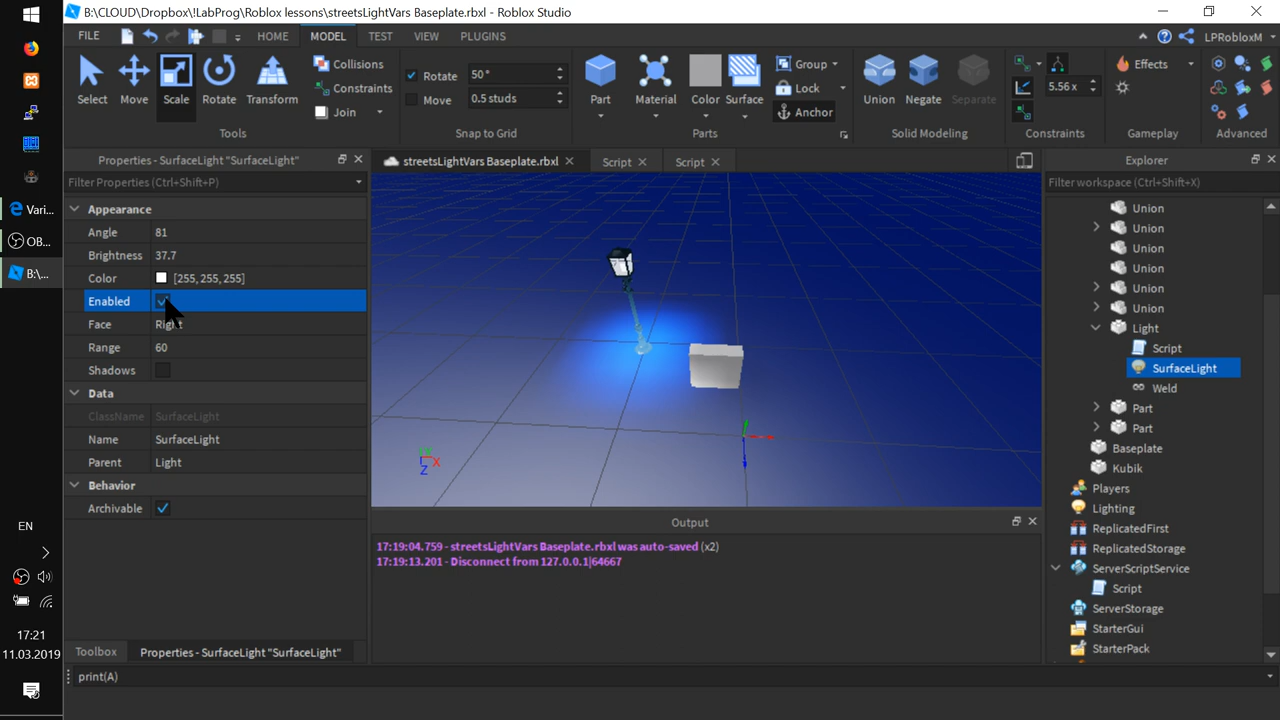 B:\CLOUD\Dropbox\!LabProg\Roblox lessons\streetsLightVars Baseplate.rbxl - Roblox Studio
FILE HOME MODEL TEST VIEW PLUGINS LPRobloxM
Select Move Scale Rotate Transform
Collisions
Constraints
Join
Tools
Rotate 50°
Move 0.5 studs
Snap to Grid
Part Material Color Surface
Group
Lock
Anchor
Parts
Union Negate Separate
Solid Modeling
5.56x
Constraints
Effects
Gameplay
Advanced
Properties - SurfaceLight "SurfaceLight"
Filter Properties (Ctrl+Shift+P)
Appearance
Angle 81
Brightness 37.7
Color [255, 255, 255]
Enabled
Face Right
Range 60
Shadows
Data
ClassName SurfaceLight
Name SurfaceLight
Parent Light
Behavior
Archivable
Toolbox Properties - SurfaceLight "SurfaceLight"
print(A)
streetsLightVars Baseplate.rbxl Script Script
X
Z
Output
17:19:04.759 - streetsLightVars Baseplate.rbxl was auto-saved (x2)
17:19:13.201 - Disconnect from 127.0.0.1|64667
Explorer
Filter workspace (Ctrl+Shift+X)
Union
Union
Union
Union
Union
Union
Light
Script
SurfaceLight
Weld
Part
Part
Baseplate
Kubik
Players
Lighting
ReplicatedFirst
ReplicatedStorage
ServerScriptService
Script
ServerStorage
StarterGui
StarterPack
Vari...
OB...
B:\...
EN
17:21
11.03.2019